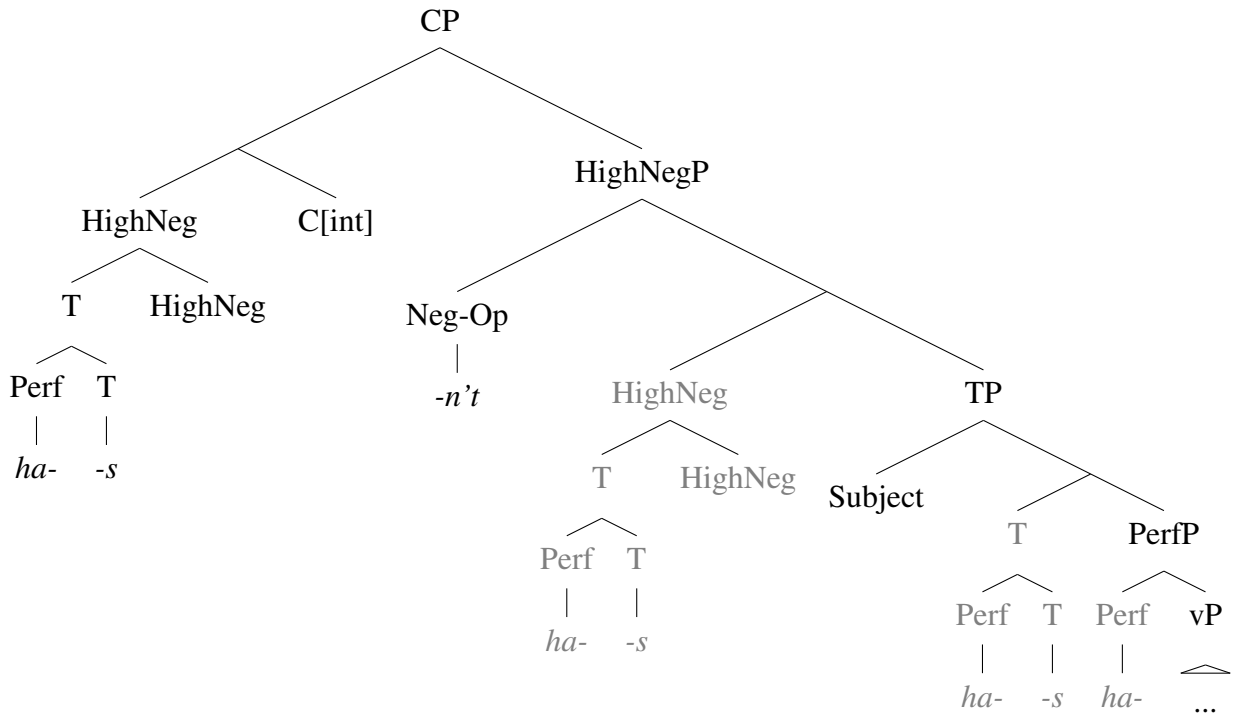 CP
HighNegP
HighNeg C[int]
T HighNeg Neg-Op
Perf T -n't HighNeg TP
ha- -s
T HighNeg Subject
Perf T T PerfP
ha- -s Perf T Perf vP
ha- -s ha- ...